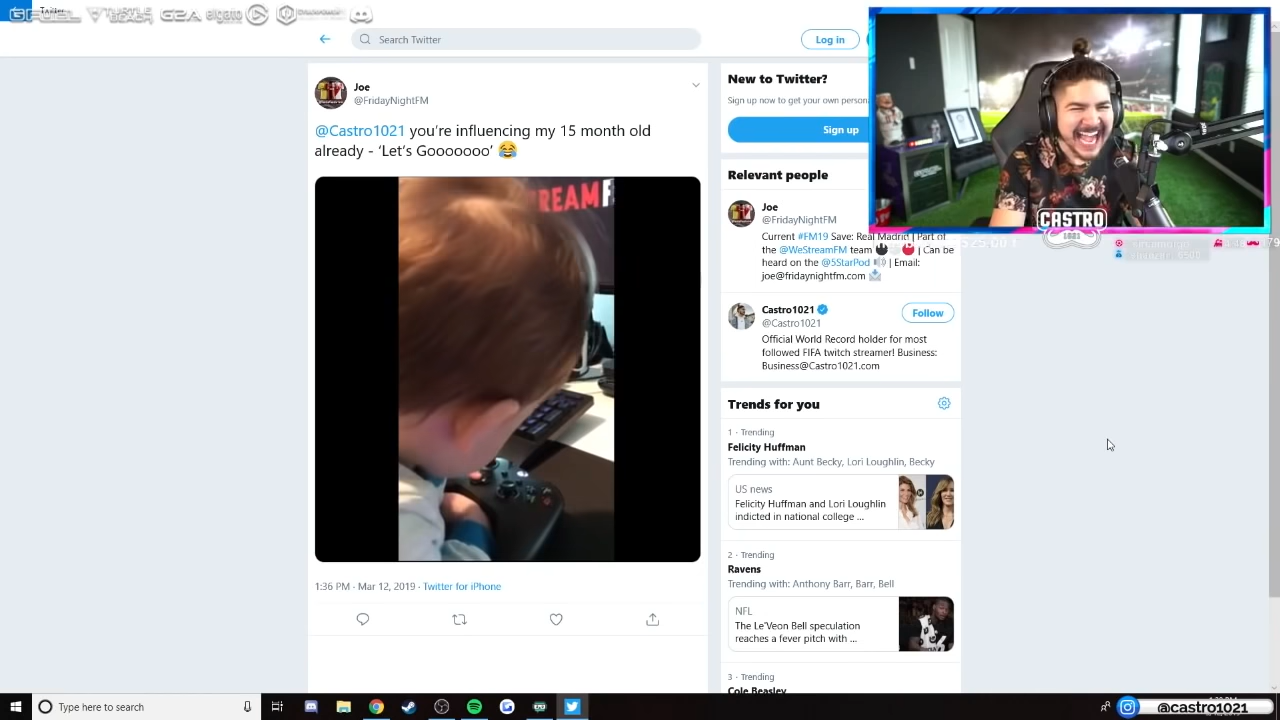 Twitter
G FUEL
TURTLE BEACH
G2A
elgato
Search Twitter
Log in
Joe
@FridayNightFM
@Castro1021 you're influencing my 15 month old
already - 'Let's Gooooooo' 😂
REAMF
1:36 PM · Mar 12, 2019 · Twitter for iPhone
New to Twitter?
Sign up now to get your own person
Sign up
Relevant people
Joe
@FridayNightFM
Current #FM19 Save: Real Madrid | Part of
the @WeStreamFM team | Can be
heard on the @5StarPod | Email:
joe@fridaynightfm.com
Castro1021
@Castro1021
Follow
Official World Record holder for most
followed FIFA twitch streamer! Business:
Business@Castro1021.com
Trends for you
1 · Trending
Felicity Huffman
Trending with: Aunt Becky, Lori Loughlin, Becky
US news
Felicity Huffman and Lori Loughlin
indicted in national college ...
2 · Trending
Ravens
Trending with: Anthony Barr, Barr, Bell
NFL
The Le'Veon Bell speculation
reaches a fever pitch with ...
3 · Trending
Cole Beasley
CASTRO
1021
Type here to search
@castro1021